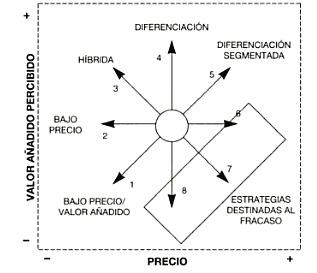 +
DIFERENCIACIÓN
DIFERENCIACIÓN
SEGMENTADA
4
HÍBRIDA
5
3
VALOR AÑADIDO PERCIBIDO
BAJO
PRECIO
2
6
1
7
8
BAJO PRECIO/
VALOR AÑADIDO
ESTRATEGIAS
DESTINADAS AL
FRACASO
–
–
PRECIO
+